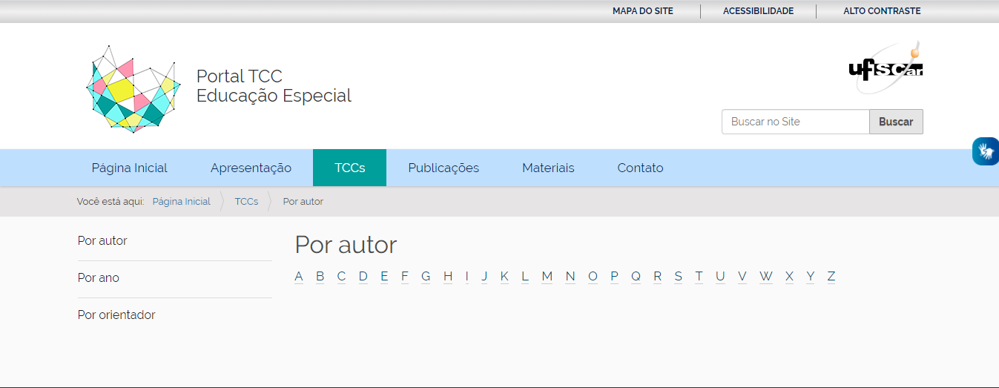 MAPA DO SITE ACESSIBILIDADE ALTO CONTRASTE
Portal TCC
Educação Especial
ufscar
Buscar no Site Buscar
Página Inicial Apresentação TCCs Publicações Materiais Contato
Você está aqui: Página Inicial TCCs Por autor
Por autor
Por ano
Por orientador
Por autor
A B C D E F G H I J K L M N O P Q R S T U V W X Y Z